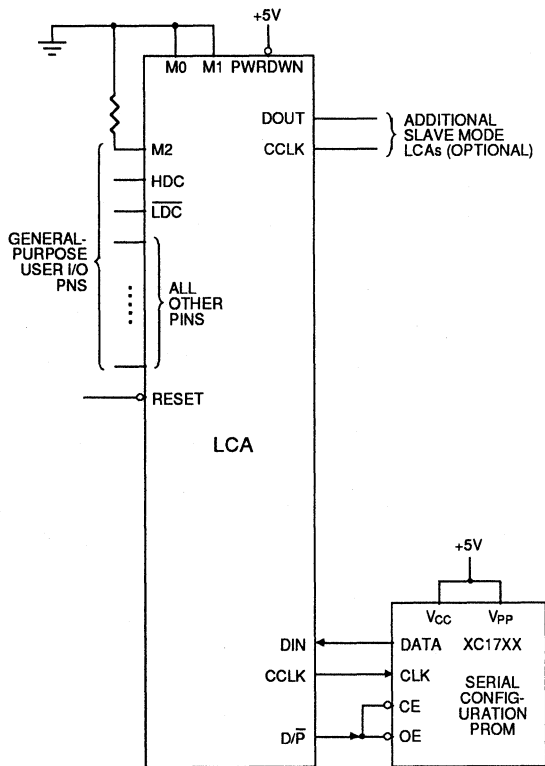 +5V
M0 M1 PWRDWN
DOUT
CCLK
ADDITIONAL
SLAVE MODE
LCAs (OPTIONAL)
M2
HDC
LDC
GENERAL-
PURPOSE
USER I/O
PNS
ALL
OTHER
PINS
RESET
LCA
+5V
VCC VPP
DIN
DATA XC17XX
CCLK
CLK
SERIAL
CONFIG-
URATION
PROM
CE
D/P
OE